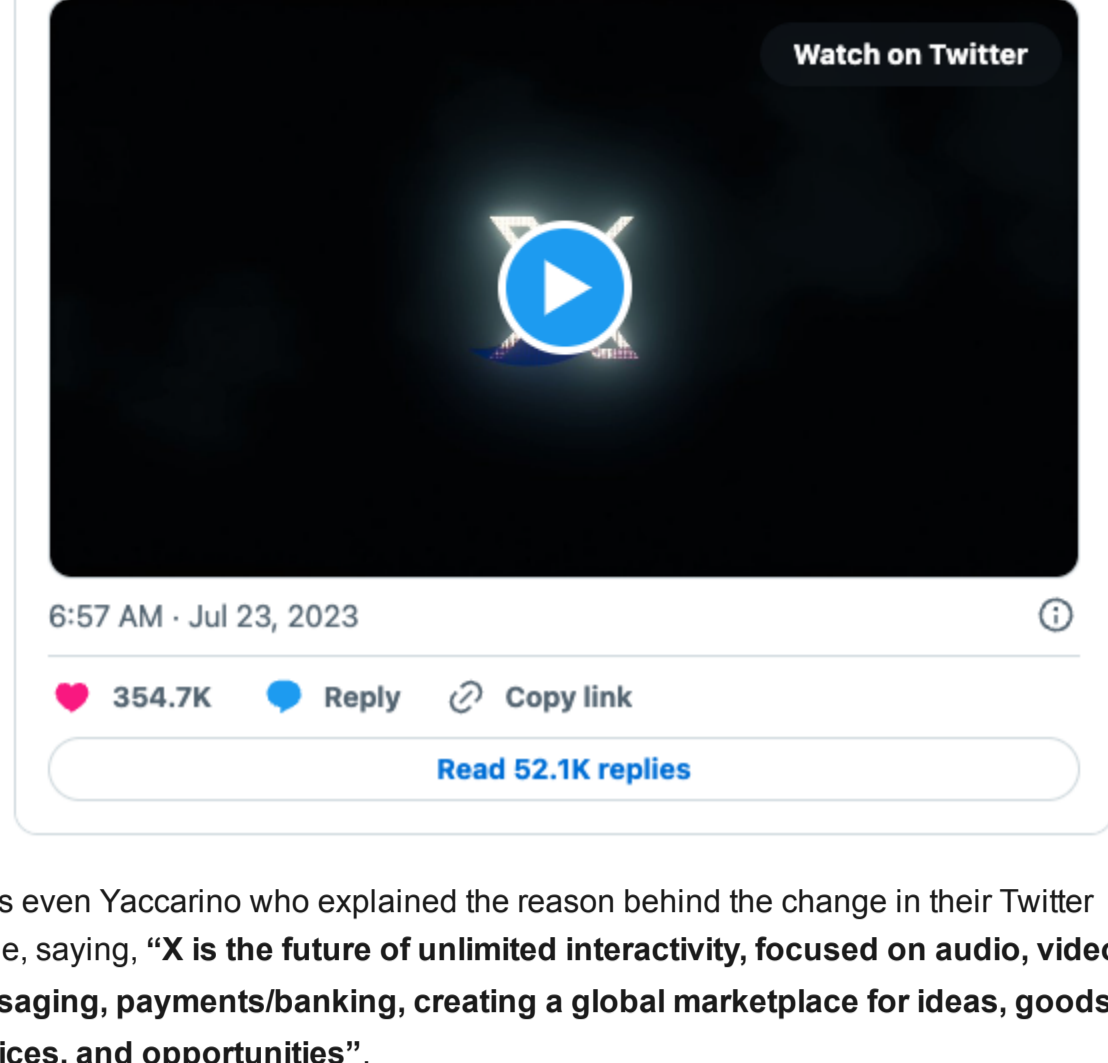 Watch on Twitter
6:57 AM · Jul 23, 2023
354.7K Reply Copy link
Read 52.1K replies
s even Yaccarino who explained the reason behind the change in their Twitter
e, saying, “X is the future of unlimited interactivity, focused on audio, video
saging, payments/banking, creating a global marketplace for ideas, goods
ices, and opportunities”.